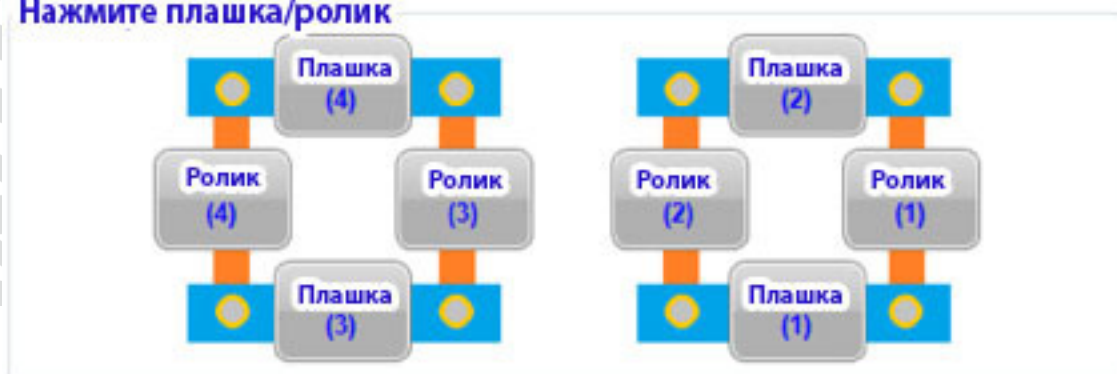 Нажмите плашка/ролик
Плашка
(4)
Плашка
(2)
Ролик
(4)
Ролик
(3)
Ролик
(2)
Ролик
(1)
Плашка
(3)
Плашка
(1)